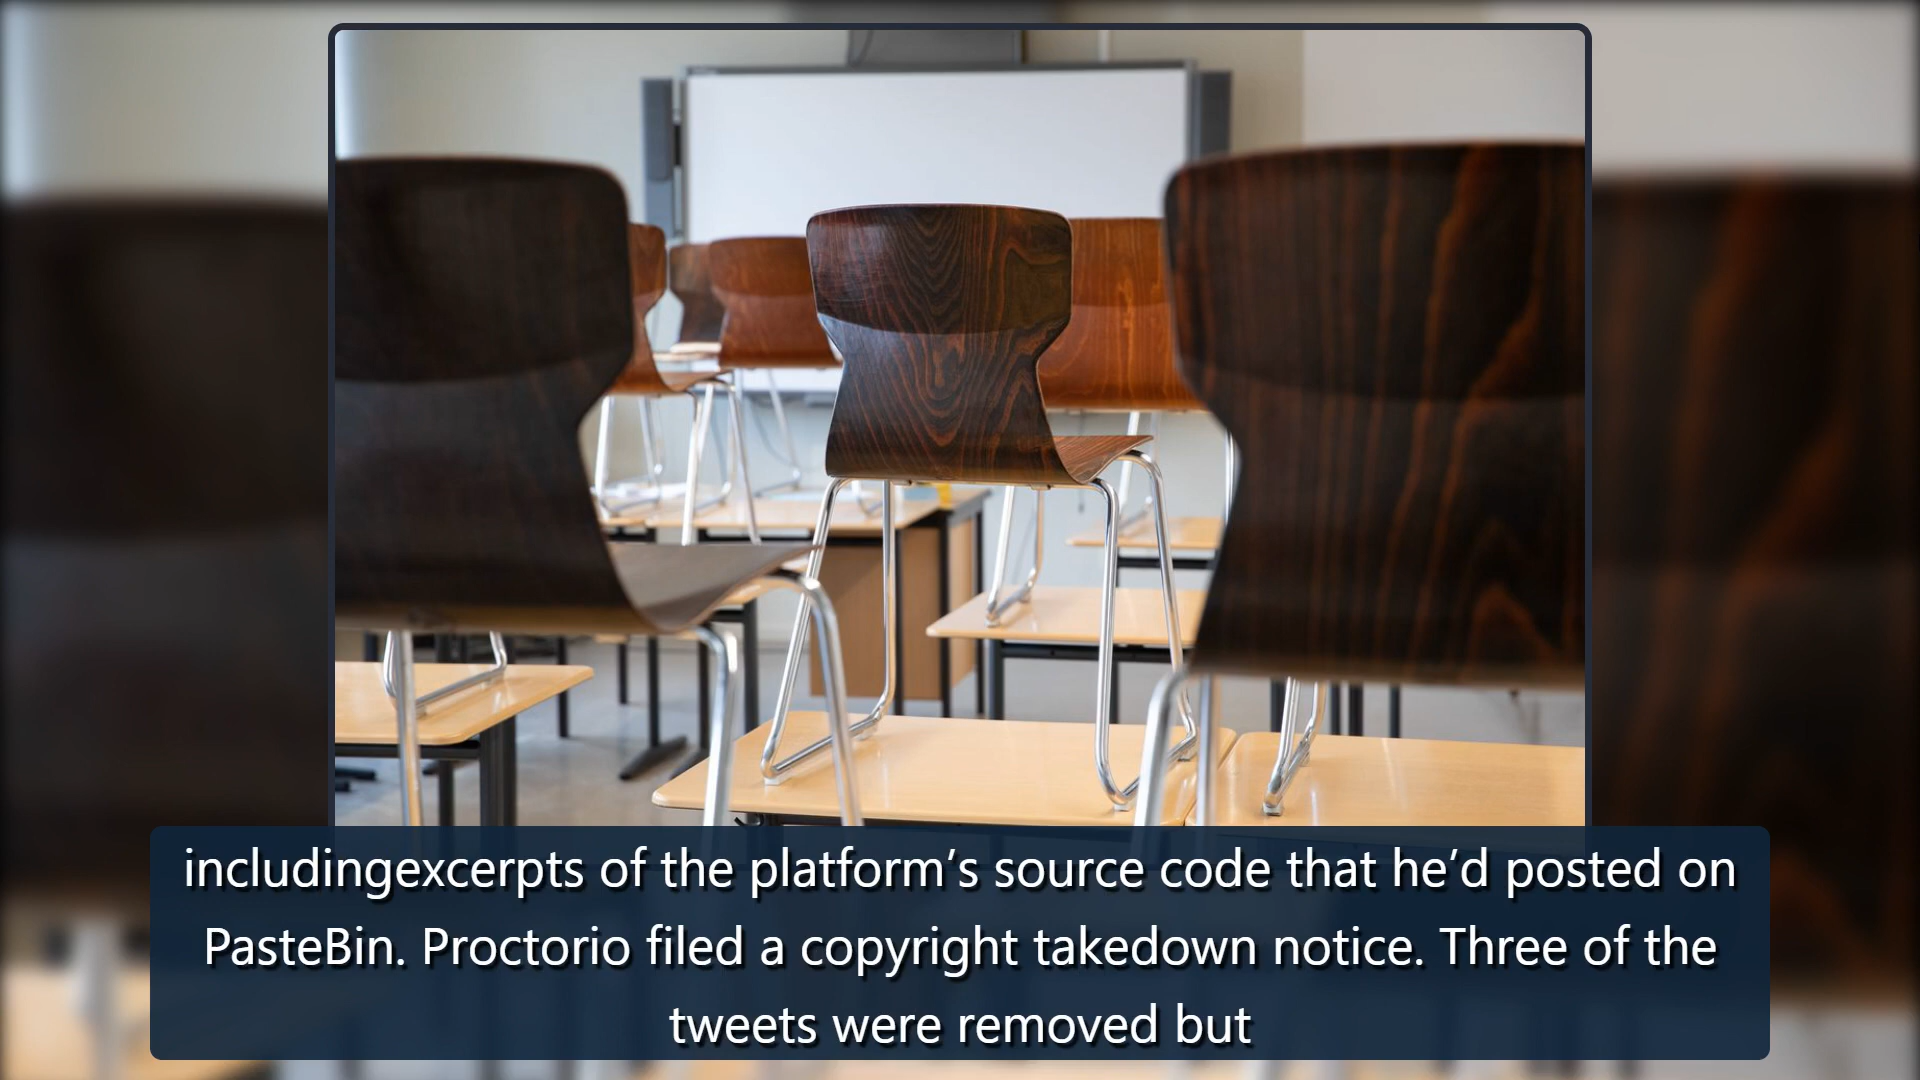 includingexcerpts of the platform’s source code that he’d posted on
PasteBin. Proctorio filed a copyright takedown notice. Three of the
tweets were removed but